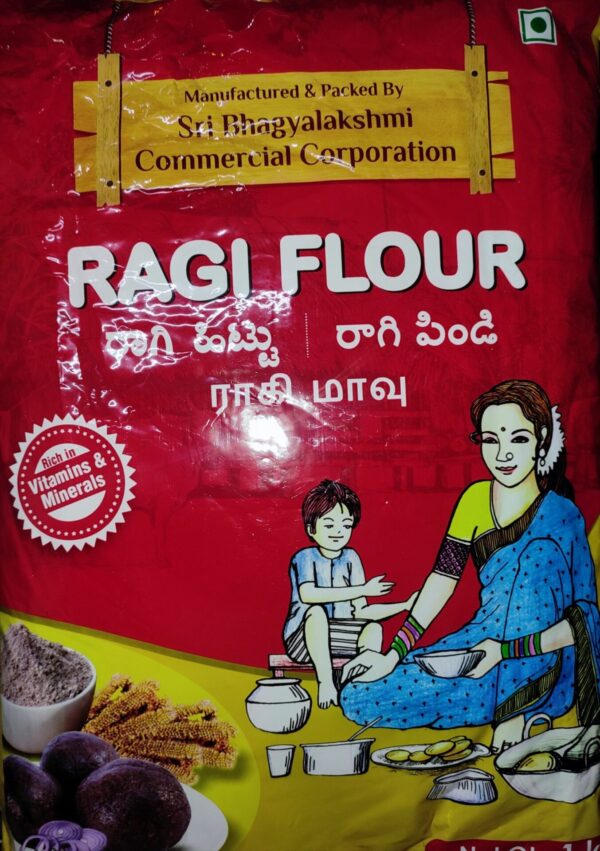 Manufactured & Packed By
Sri Bhagyalakshmi
Commercial Corporation
RAGI FLOUR
ರಾಗಿ ಹಿಟ್ಟು | రాగి పిండి
ராகி மாவு
Rich in
Vitamins &
Minerals